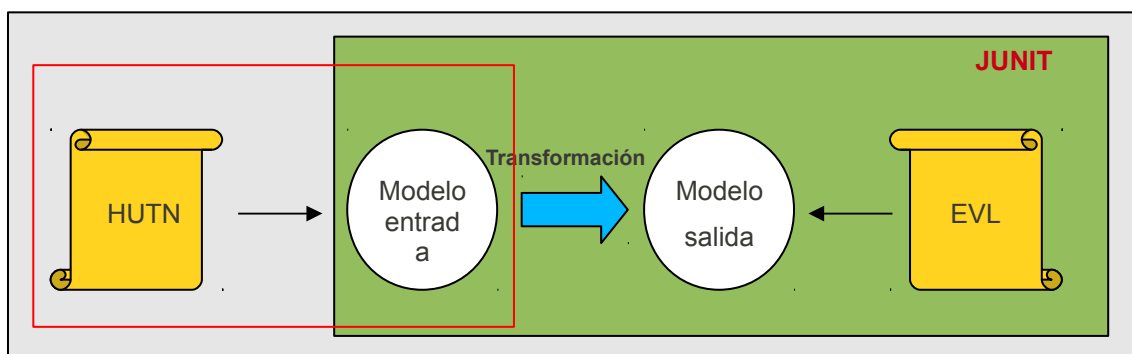 JUNIT
HUTN
Modelo
entrad
a
Transformación
Modelo
salida
EVL